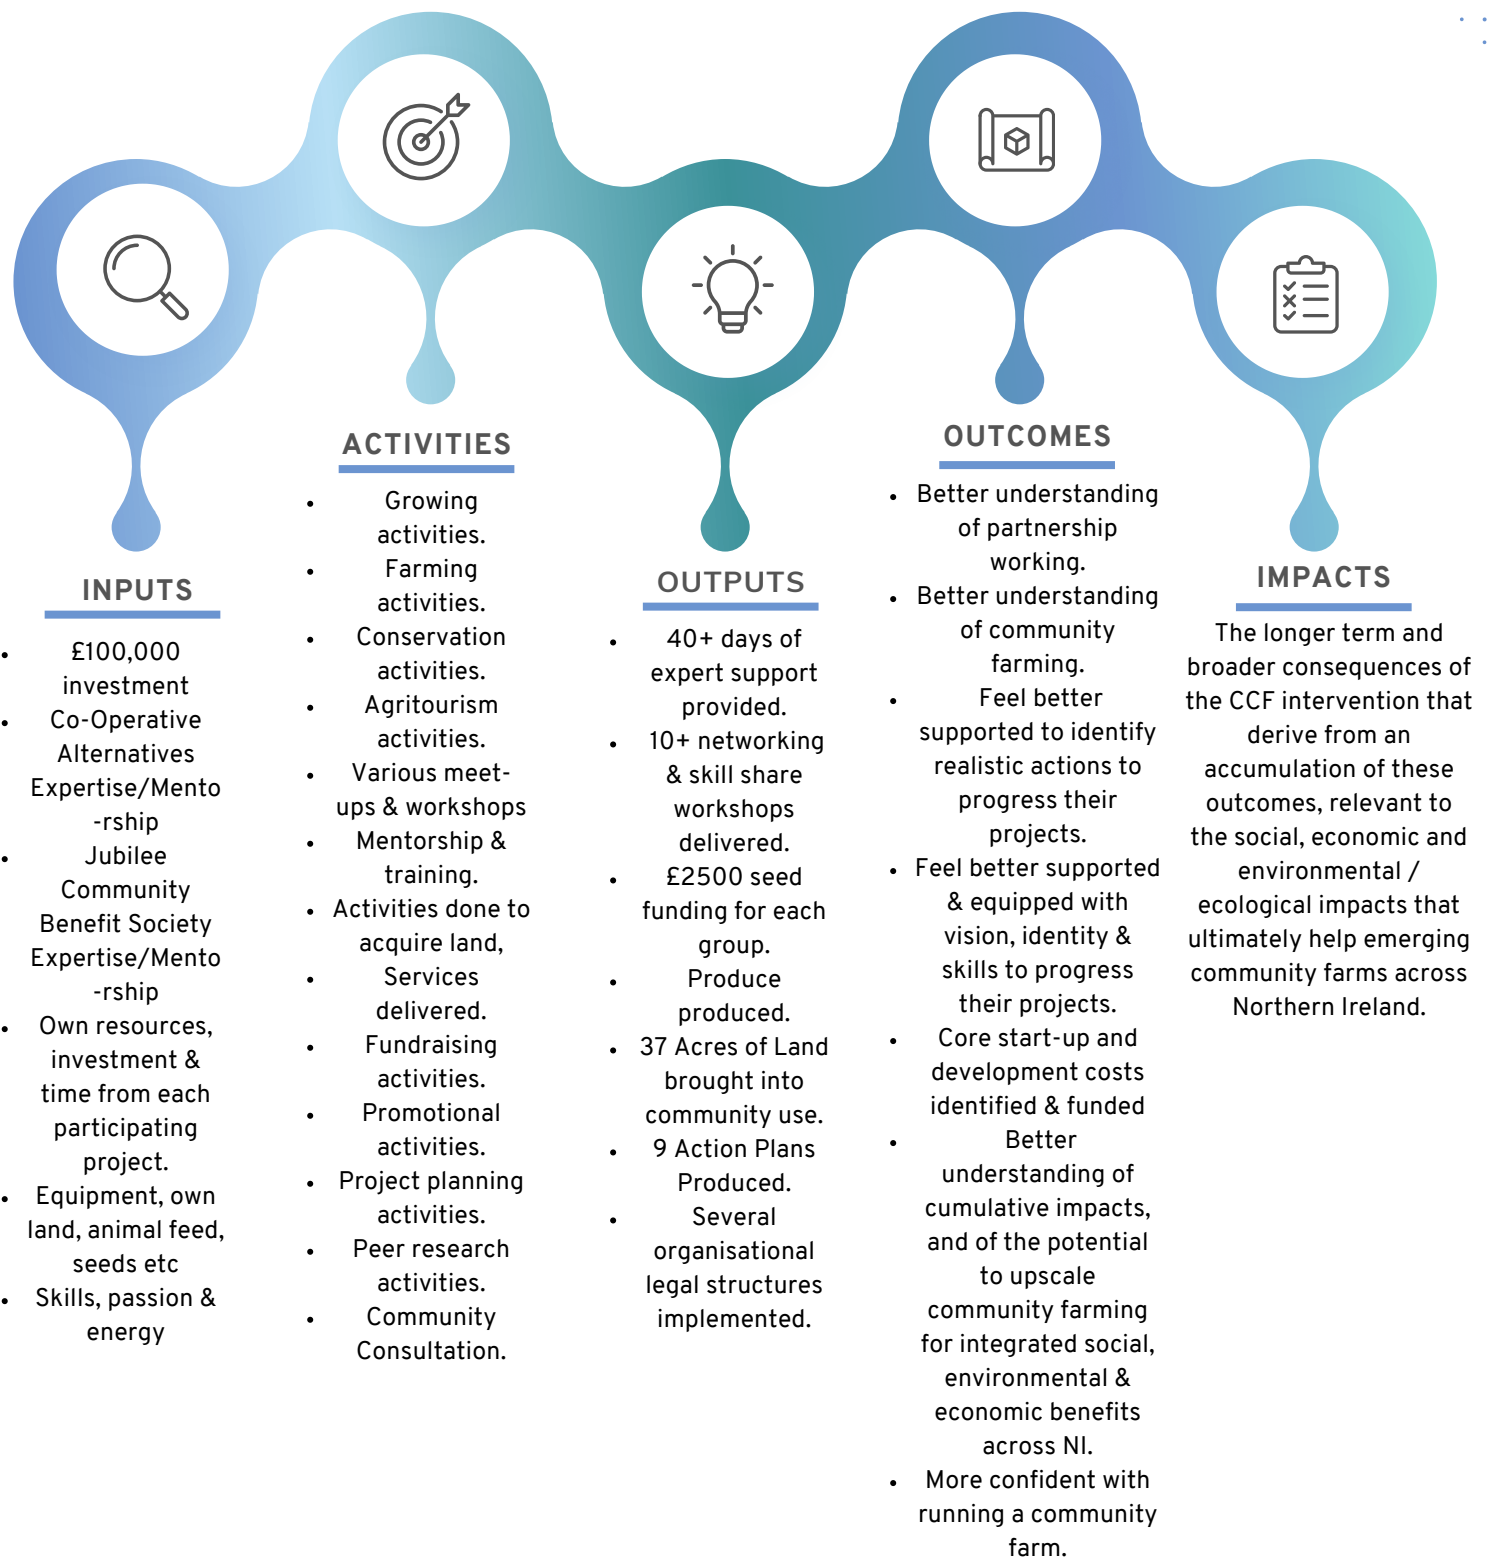 INPUTS
£100,000
investment
Co-Operative
Alternatives
Expertise/Mento
-rship
Jubilee
Community
Benefit Society
Expertise/Mento
-rship
Own resources,
investment &
time from each
participating
project.
Equipment, own
land, animal feed,
seeds etc
Skills, passion &
energy
ACTIVITIES
Growing
activities.
Farming
activities.
Conservation
activities.
Agritourism
activities.
Various meet-
ups & workshops
Mentorship &
training.
Activities done to
acquire land,
Services
delivered.
Fundraising
activities.
Promotional
activities.
Project planning
activities.
Peer research
activities.
Community
Consultation.
OUTPUTS
40+ days of
expert support
provided.
10+ networking
& skill share
workshops
delivered.
£2500 seed
funding for each
group.
Produce
produced.
37 Acres of Land
brought into
community use.
9 Action Plans
Produced.
Several
organisational
legal structures
implemented.
OUTCOMES
Better understanding
of partnership
working.
Better understanding
of community
farming.
Feel better
supported to identify
realistic actions to
progress their
projects.
Feel better supported
& equipped with
vision, identity &
skills to progress
their projects.
Core start-up and
development costs
identified & funded
Better
understanding of
cumulative impacts,
and of the potential
to upscale
community farming
for integrated social,
environmental &
economic benefits
across NI.
More confident with
running a community
farm.
IMPACTS
The longer term and
broader consequences of
the CCF intervention that
derive from an
accumulation of these
outcomes, relevant to
the social, economic and
environmental /
ecological impacts that
ultimately help emerging
community farms across
Northern Ireland.